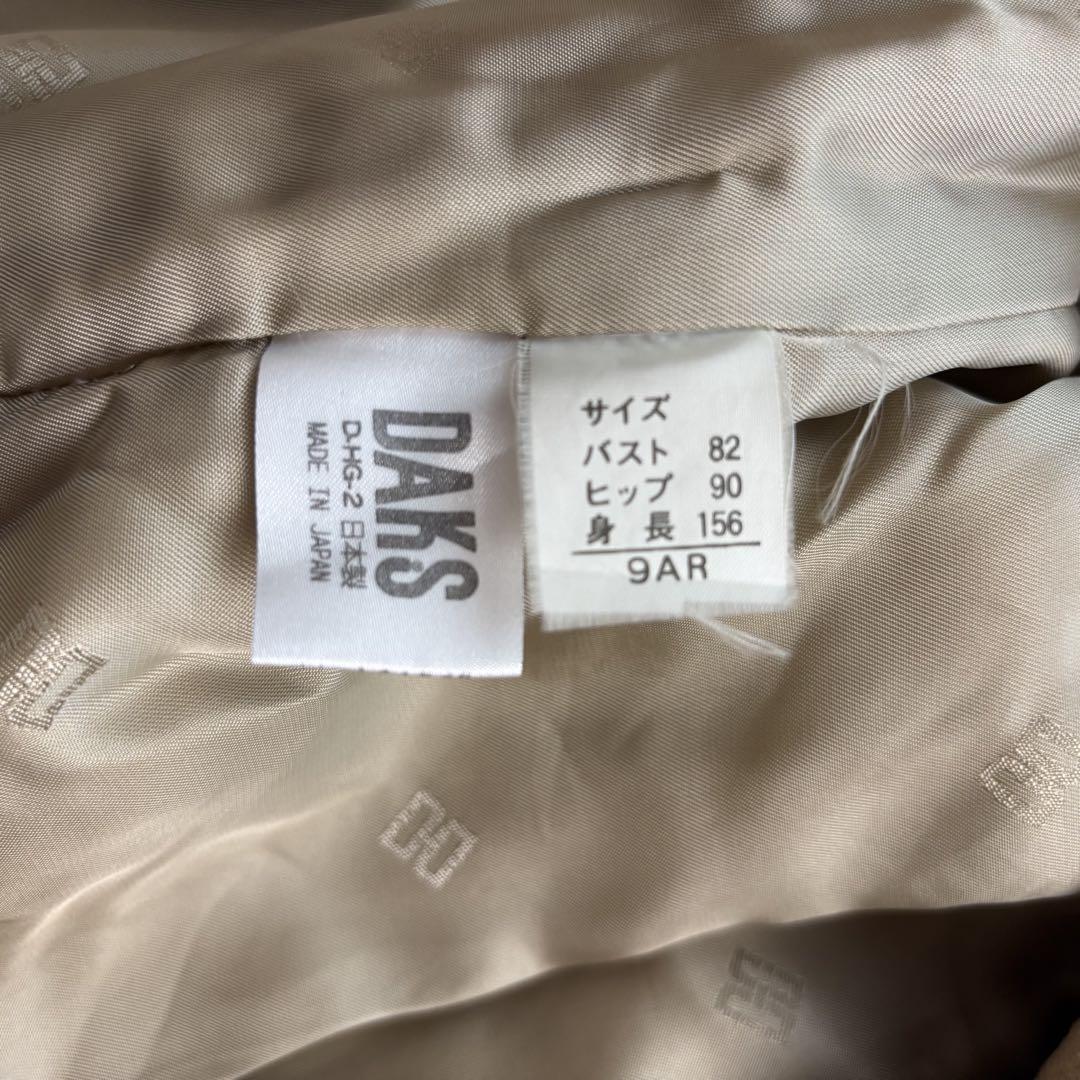 DAKS
D-HG-2 日本製
MADE IN JAPAN
サイズ
バスト 82
ヒップ 90
身長 156
9AR